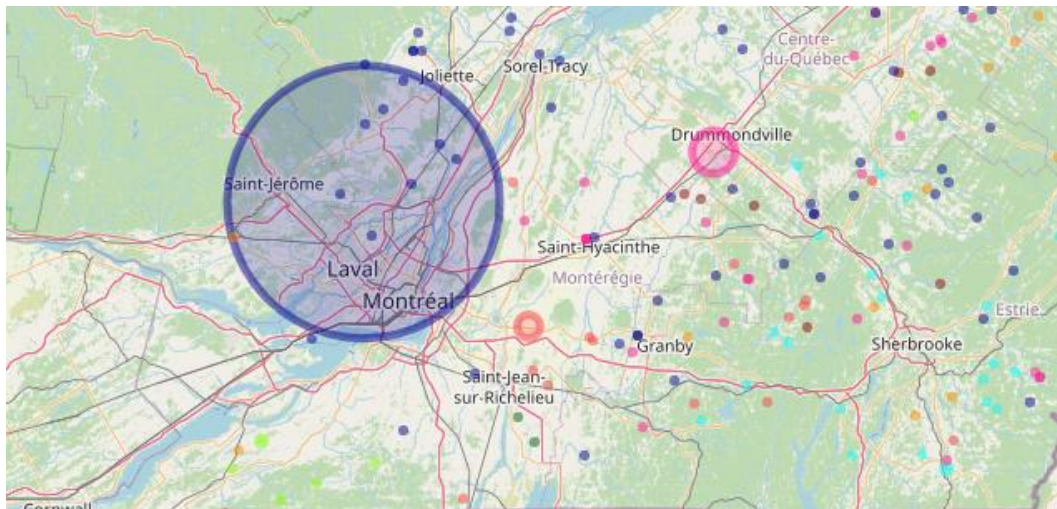 Centre-
du-Québec
Joliette
Sorel-Tracy
Drummondville
Saint-Jérôme
Saint-Hyacinthe
Laval
Montérégie
Montréal
Estrie
Granby
Sherbrooke
Saint-Jean-
sur-Richelieu
Cornwall